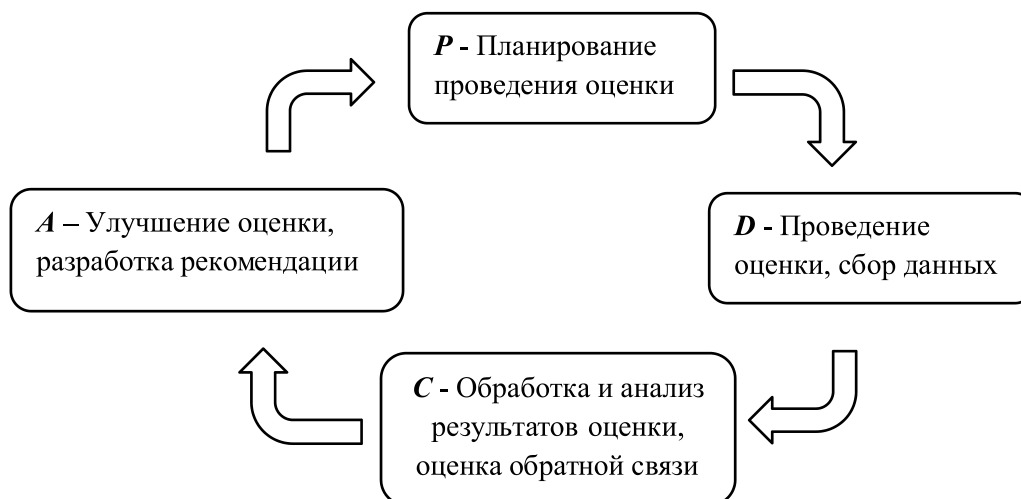 P - Планирование
проведения оценки
A – Улучшение оценки,
разработка рекомендации
D - Проведение
оценки, сбор данных
C - Обработка и анализ
результатов оценки,
оценка обратной связи